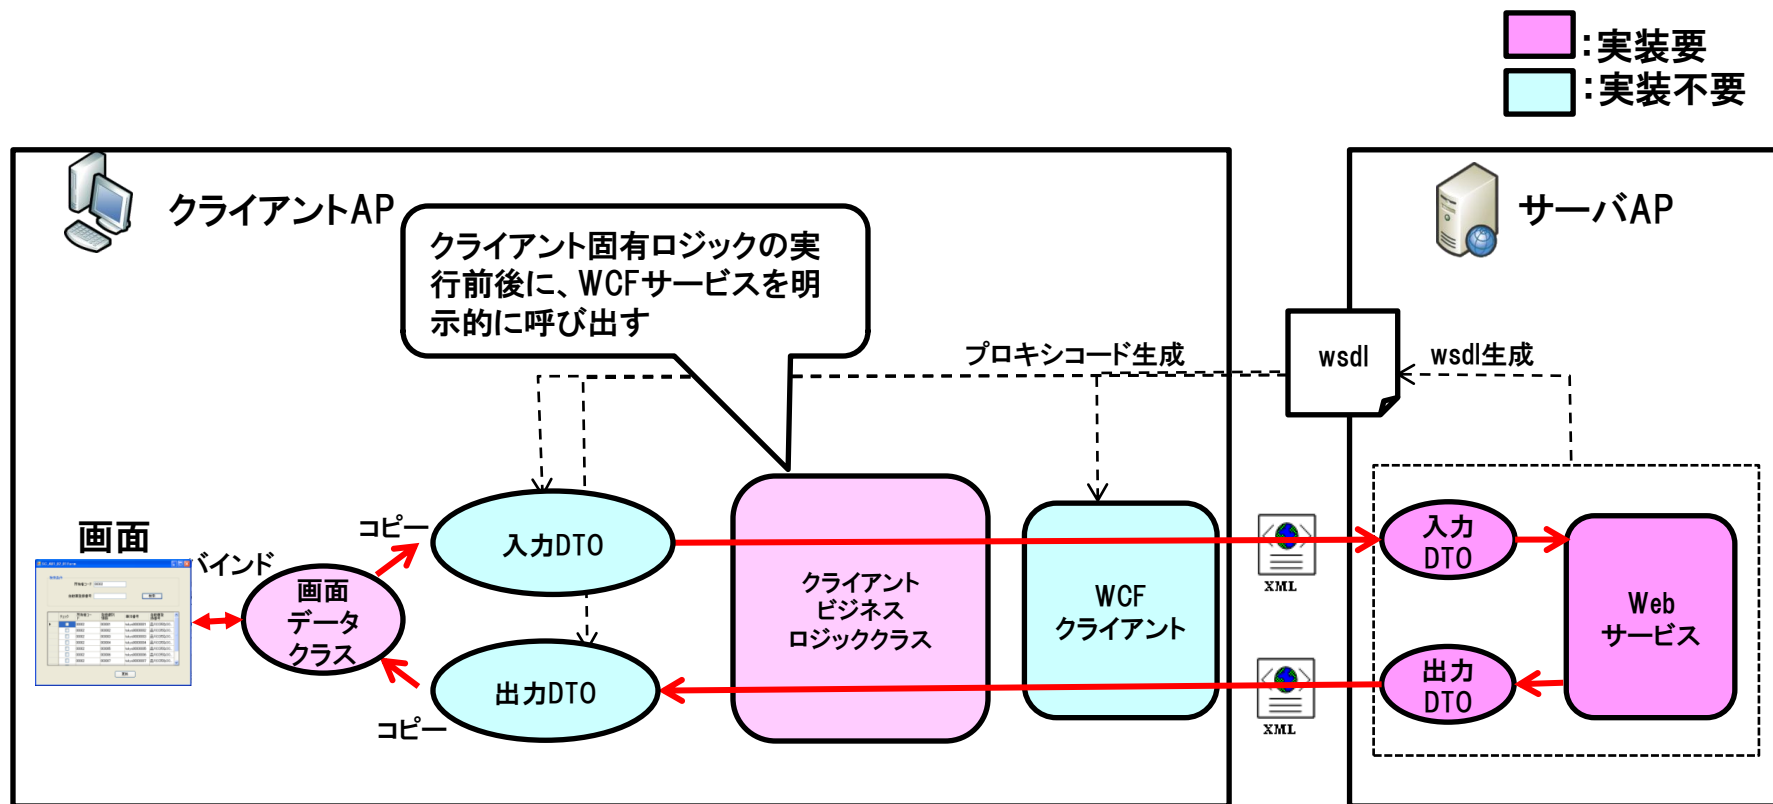 ：実装要
：実装不要
クライアントAP
サーバAP
クライアント固有ロジックの実
行前後に、WCFサービスを明
示的に呼び出す
プロキシコード生成
wsdl
wsdl生成
画面
バインド
コピー
入力DTO
画面
データ
クラス
コピー
出力DTO
クライアント
ビジネス
ロジッククラス
WCF
クライアント
XML
XML
入力
DTO
出力
DTO
Web
サービス